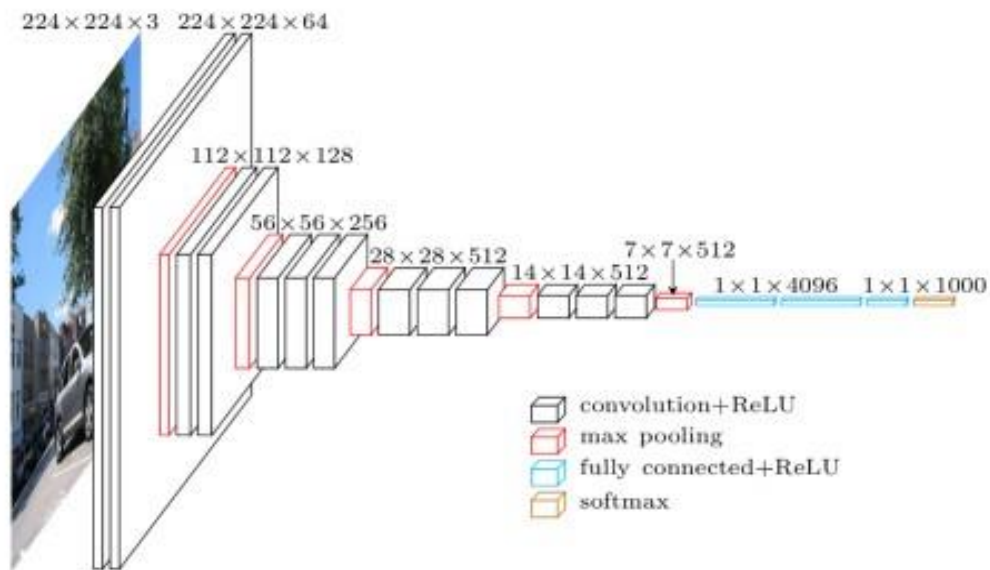 224×224×3
224×224×64
112×112×128
56×56×256
28×28×512
14×14×512
7×7×512
1×1×4096
1×1×1000
convolution+ReLU
max pooling
fully connected+ReLU
softmax